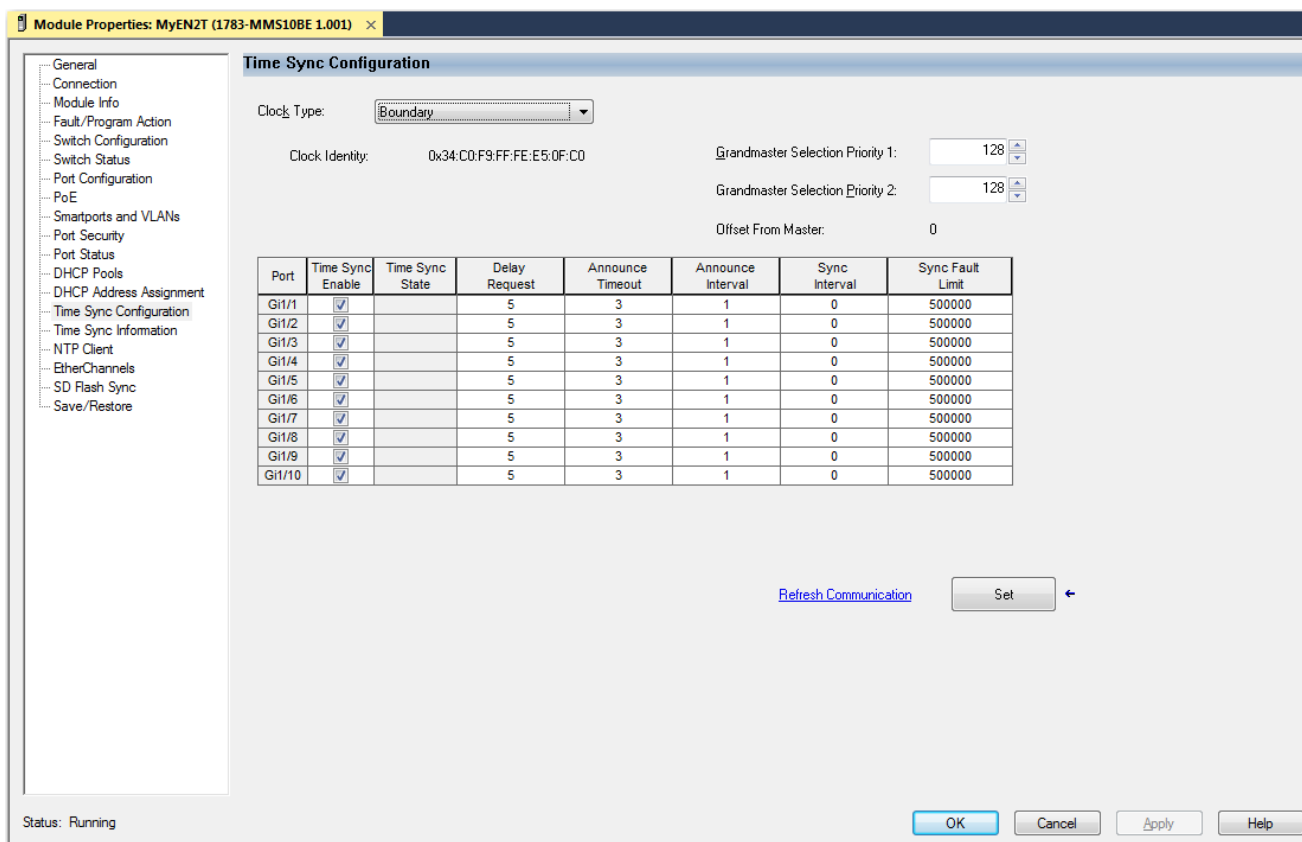 Module Properties: MyEN2T (1783-MMS10BE 1.001) ×
General
Connection
Module Info
Fault/Program Action
Switch Configuration
Switch Status
Port Configuration
PoE
Smartports and VLANs
Port Security
Port Status
DHCP Pools
DHCP Address Assignment
Time Sync Configuration
Time Sync Information
NTP Client
EtherChannels
SD Flash Sync
Save/Restore
Time Sync Configuration
Clock Type: Boundary
Clock Identity: 0x34:C0:F9:FF:FE:E5:0F:C0
Grandmaster Selection Priority 1: 128
Grandmaster Selection Priority 2: 128
Offset From Master: 0
Port Time Sync Enable Time Sync State Delay Request Announce Timeout Announce Interval Sync Interval Sync Fault Limit
Gi1/1 5 3 1 0 500000
Gi1/2 5 3 1 0 500000
Gi1/3 5 3 1 0 500000
Gi1/4 5 3 1 0 500000
Gi1/5 5 3 1 0 500000
Gi1/6 5 3 1 0 500000
Gi1/7 5 3 1 0 500000
Gi1/8 5 3 1 0 500000
Gi1/9 5 3 1 0 500000
Gi1/10 5 3 1 0 500000
Refresh Communication Set
Status: Running
OK Cancel Apply Help